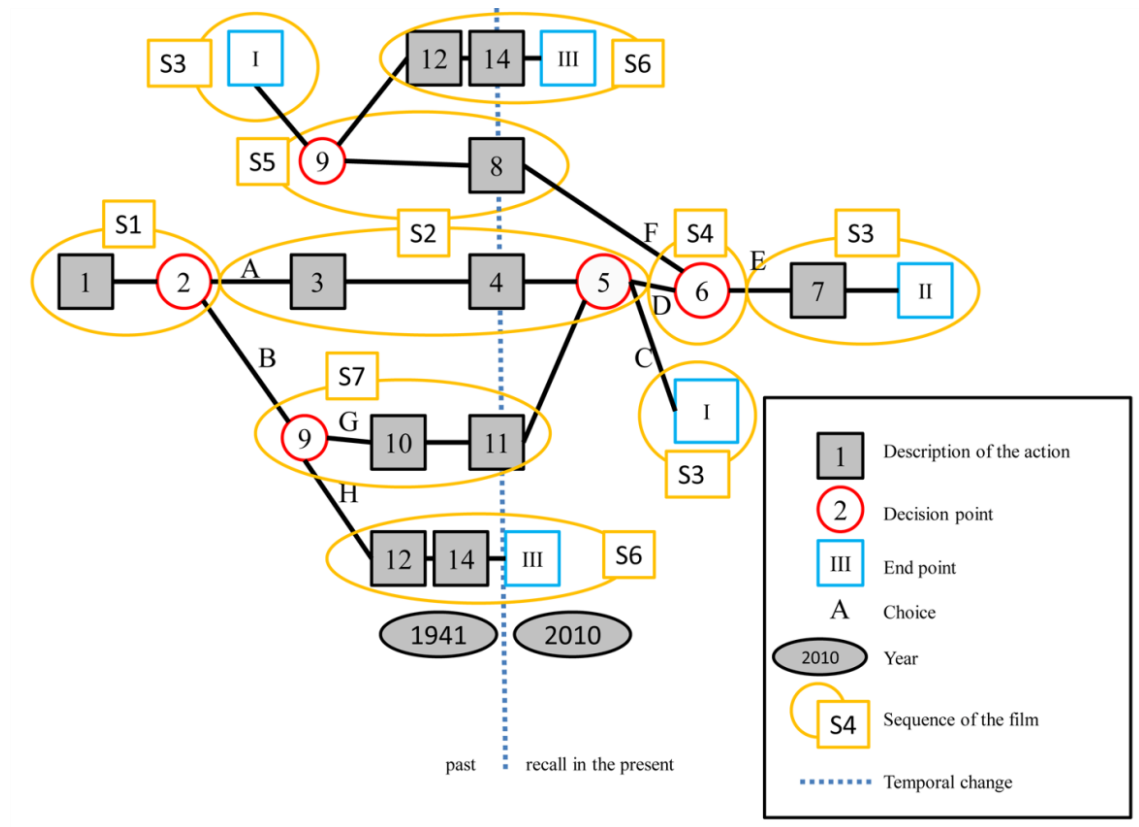 S3
I
12
14
III
S6
S5
9
8
S1
S2
F
S4
E
S3
1
2
A
3
4
5
D
6
7
II
B
C
S7
I
9
G
10
11
S3
H
12
14
III
S6
1941
2010
past
recall in the present
1
Description of the action
2
Decision point
III
End point
A
Choice
2010
Year
S4
Sequence of the film
Temporal change